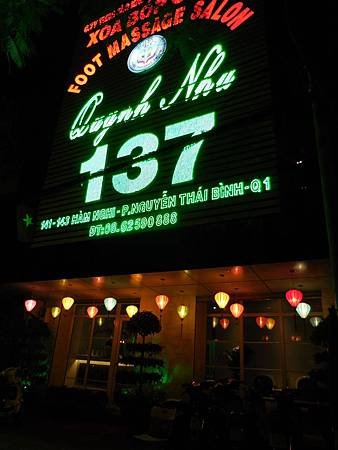 XOA BÓP
FOOT MASSAGE SALON
Quỳnh Như
137
141-143 HÀM NGHI-P.NGUYỄN THÁI BÌNH-Q1
ĐT:08.62590886